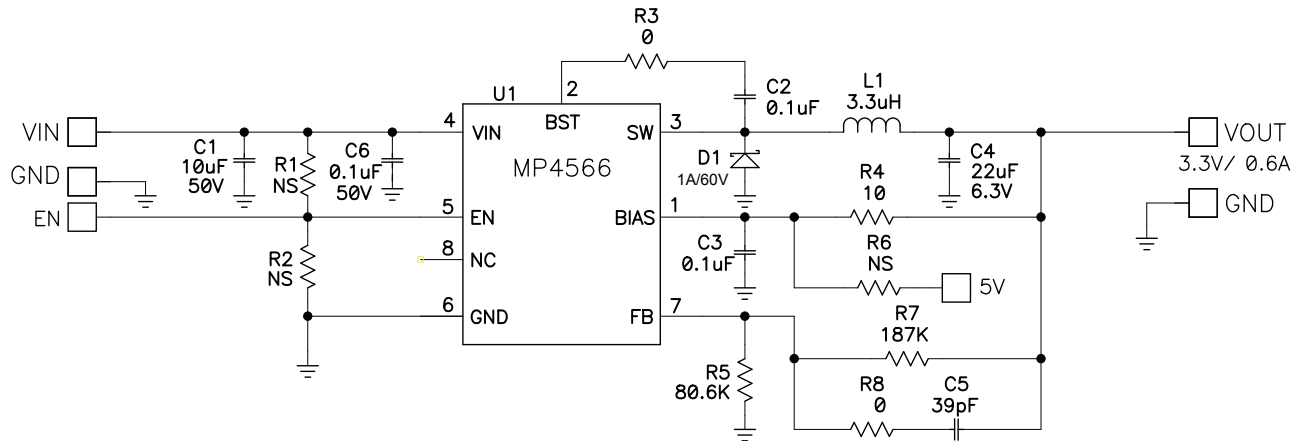 R3
0
U1
2
BST
C2
0.1uF
L1
3.3uH
VIN
4
VIN
SW
3
VOUT
3.3V/ 0.6A
C1
10uF
50V
R1
NS
C6
0.1uF
50V
MP4566
D1
1A/60V
C4
22uF
6.3V
GND
R4
10
GND
EN
5
EN
BIAS
1
R2
NS
8
NC
C3
0.1uF
R6
NS
5V
6
GND
FB
7
R7
187K
R5
80.6K
R8
0
C5
39pF